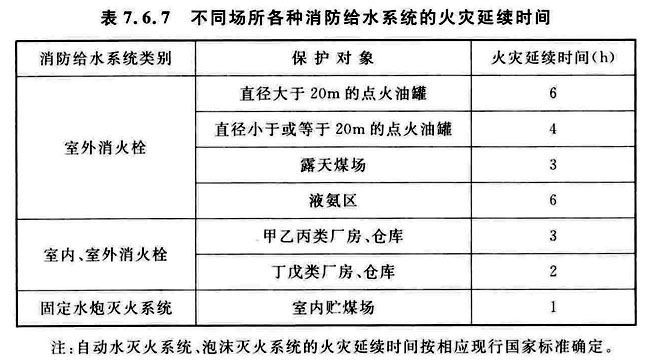 表 7.6.7 不同场所各种消防给水系统的火灾延续时间
消防给水系统类别 保护对象 火灾延续时间(h)
室外消火栓 直径大于 20m 的点火油罐 6
直径小于或等于 20m 的点火油罐 4
露天煤场 3
液氨区 6
室内、室外消火栓 甲乙丙类厂房、仓库 3
丁戊类厂房、仓库 2
固定水炮灭火系统 室内贮煤场 1
注:自动水灭火系统、泡沫灭火系统的火灾延续时间按相应现行国家标准确定。